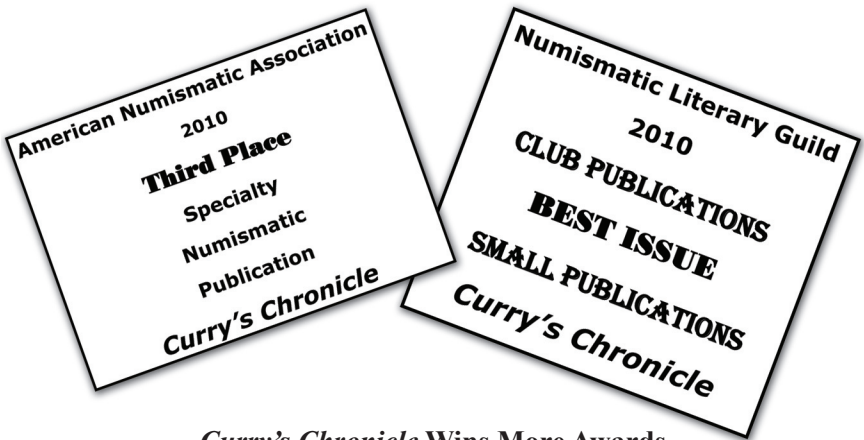 American Numismatic Association
2010
Third Place
Specialty
Numismatic
Publication
Curry's Chronicle
Numismatic Literary Guild
2010
CLUB PUBLICATIONS
BEST ISSUE
SMALL PUBLICATIONS
Curry's Chronicle
Curry's Chronicle Wins More Awards